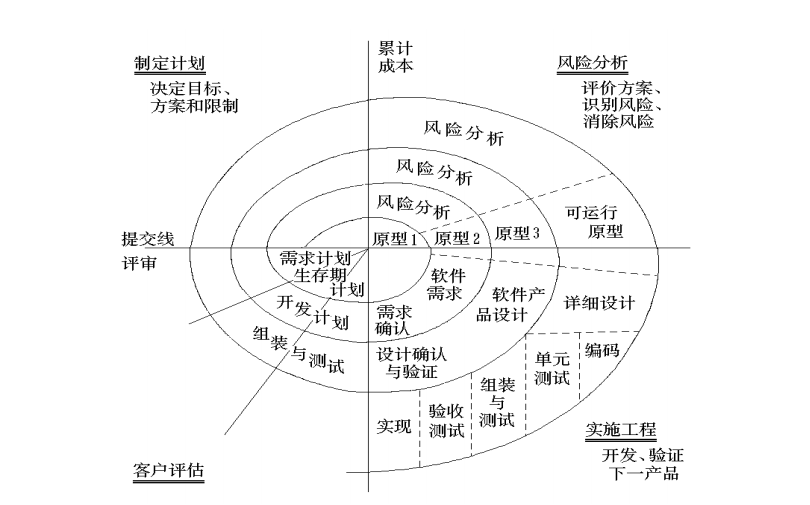 累计
成本
制定计划
决定目标、
方案和限制
风险分析
评价方案、
识别风险、
消除风险
风险分析
风险分析
风险分析
可运行
原型
原型1
原型2
原型3
提交线
评审
需求计划
生存期
计划
软件
需求
开发计划
需求
确认
软件产
品设计
详细设计
组装与测试
设计确认
与验证
单元
测试
编码
组装
与
测试
实现
验收
测试
实施工程
开发、验证
下一产品
客户评估